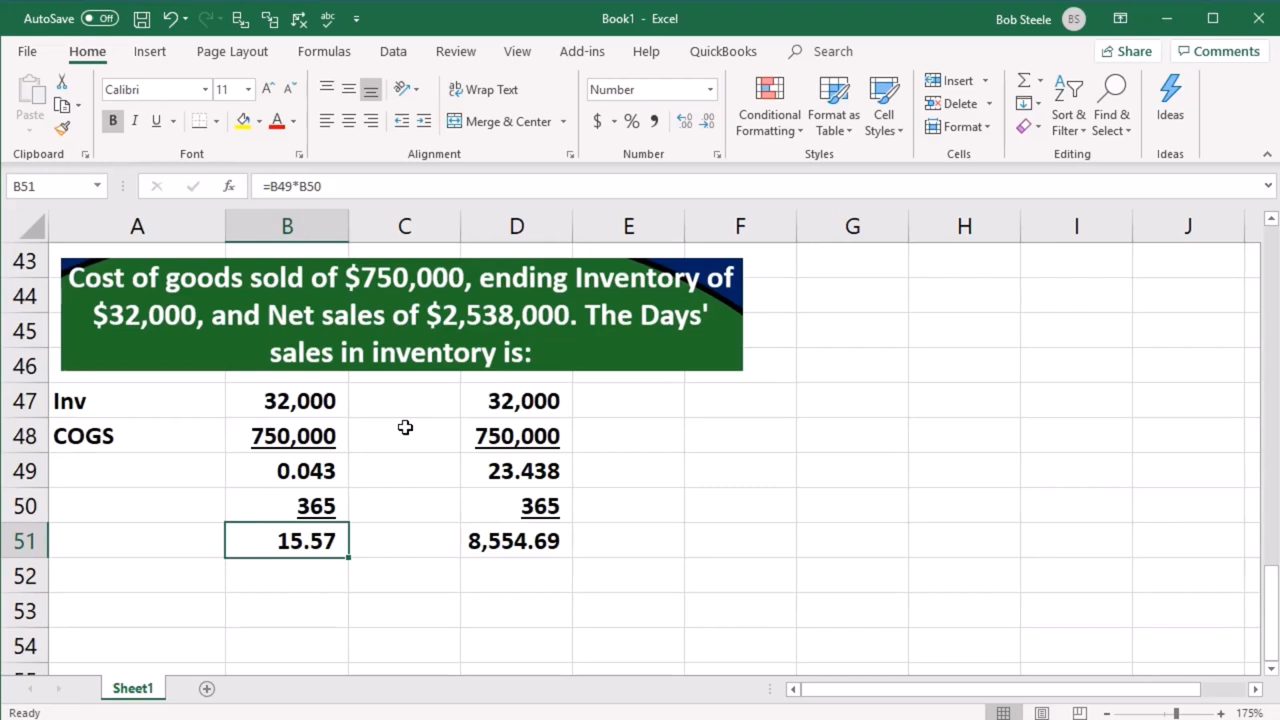 AutoSave Off Book1 - Excel Bob Steele BS
File Home Insert Page Layout Formulas Data Review View Add-ins Help QuickBooks Search Share Comments
Paste Calibri 11 A A Wrap Text Number Conditional Formatting Format as Table Cell Styles Insert Sort & Filter Find & Select Ideas
B I U A Merge & Center $ % Delete
Format
Clipboard Font Alignment Number Styles Cells Editing Ideas
B51 fx =B49*B50
A B C D E F G H I J
43 Cost of goods sold of $750,000, ending Inventory of
44
45 $32,000, and Net sales of $2,538,000. The Days'
46 sales in inventory is:
47 Inv 32,000 32,000
48 COGS 750,000 750,000
49 0.043 23.438
50 365 365
51 15.57 8,554.69
52
53
54
Sheet1
Ready 175%